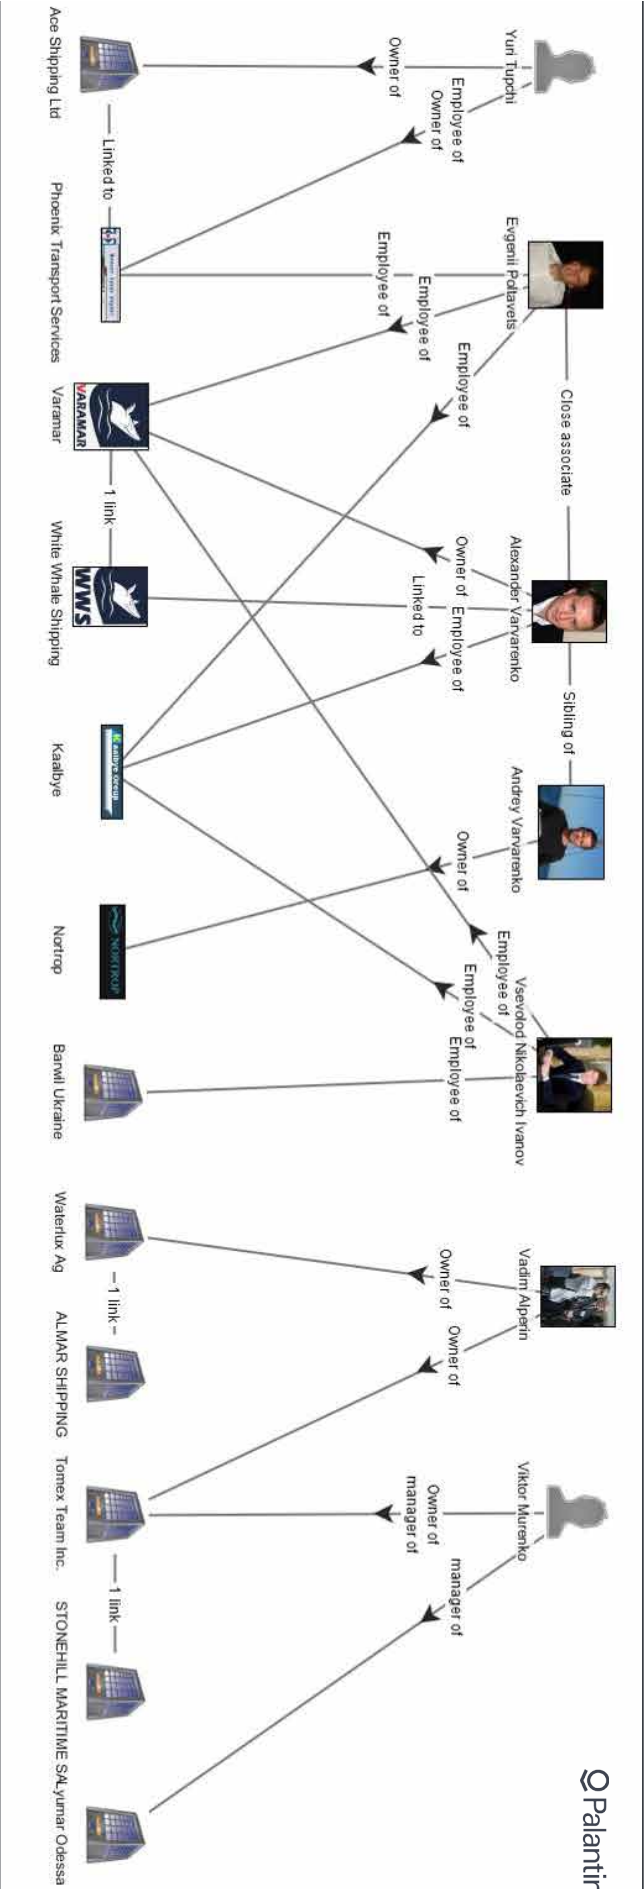 Palantir
Yuri Tupchi
Evgenii Poltavets
Close associate
Alexander Varvarenko
Sibling of
Andrey Varvarenko
Vsevolod Nikolaevich Ivanov
Vadim Alperin
Viktor Murenko
Owner of
Employee of
Owner of
Employee of
Employee of
Employee of
Owner of
Linked to
Employee of
Owner of
Employee of
Employee of
Employee of
Owner of
Owner of
Owner of
manager of
manager of
Linked to
1 link
1 link
1 link
VARAMAR
WWS
Kaalbye Group
NORTROP
Ace Shipping Ltd
Phoenix Transport Services
Varamar
White Whale Shipping
Kaalbye
Nortrop
Barwil Ukraine
Waterlux Ag
ALMAR SHIPPING
Tomex Team Inc.
STONEHILL MARITIME SA
Lyumar Odessa